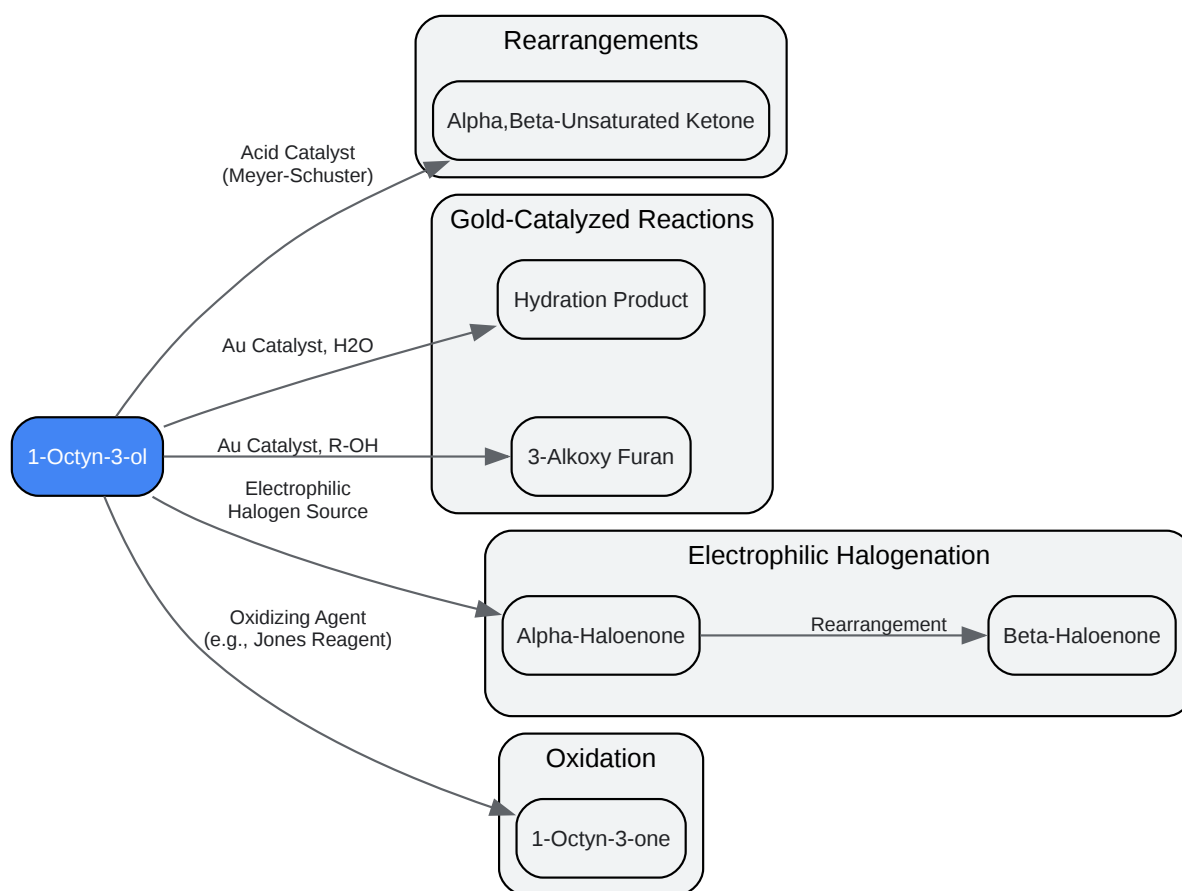 Rearrangements
Alpha,Beta-Unsaturated Ketone
Acid Catalyst
(Meyer-Schuster)
Gold-Catalyzed Reactions
Hydration Product
Au Catalyst, H2O
1-Octyn-3-ol
Au Catalyst, R-OH
3-Alkoxy Furan
Electrophilic
Halogen Source
Electrophilic Halogenation
Alpha-Haloenone
Rearrangement
Beta-Haloenone
Oxidizing Agent
(e.g., Jones Reagent)
Oxidation
1-Octyn-3-one